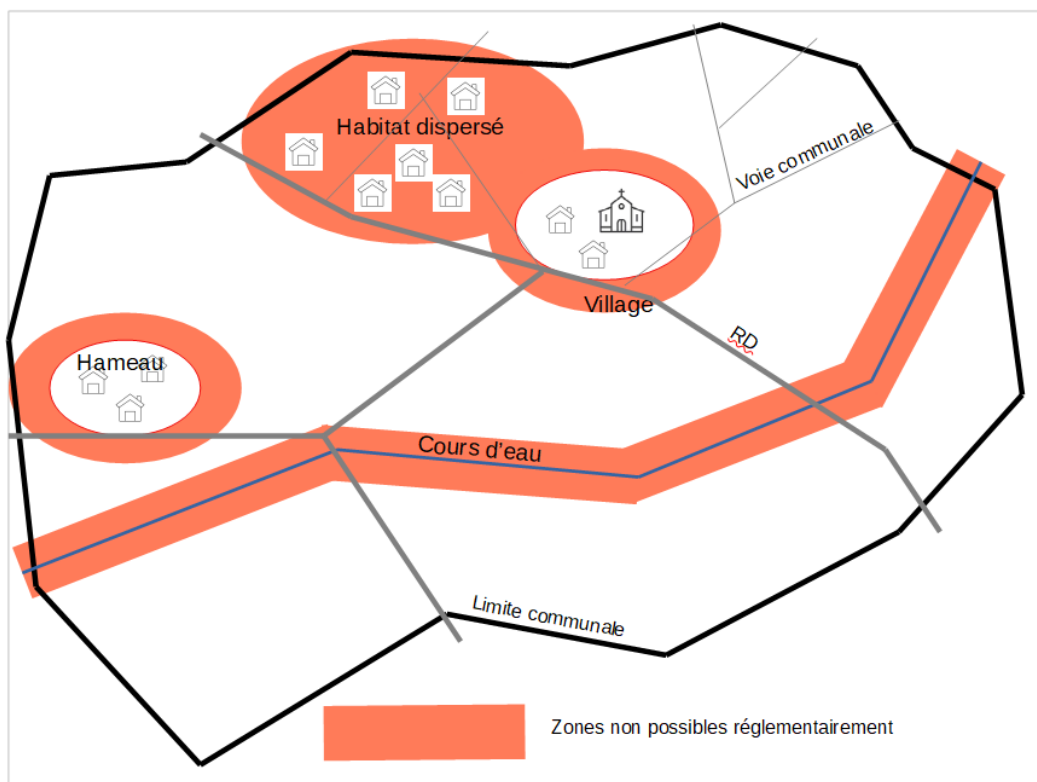 Habitat dispersé
Voie communale
Village
RD
Hameau
Cours d'eau
Limite communale
Zones non possibles réglementairement